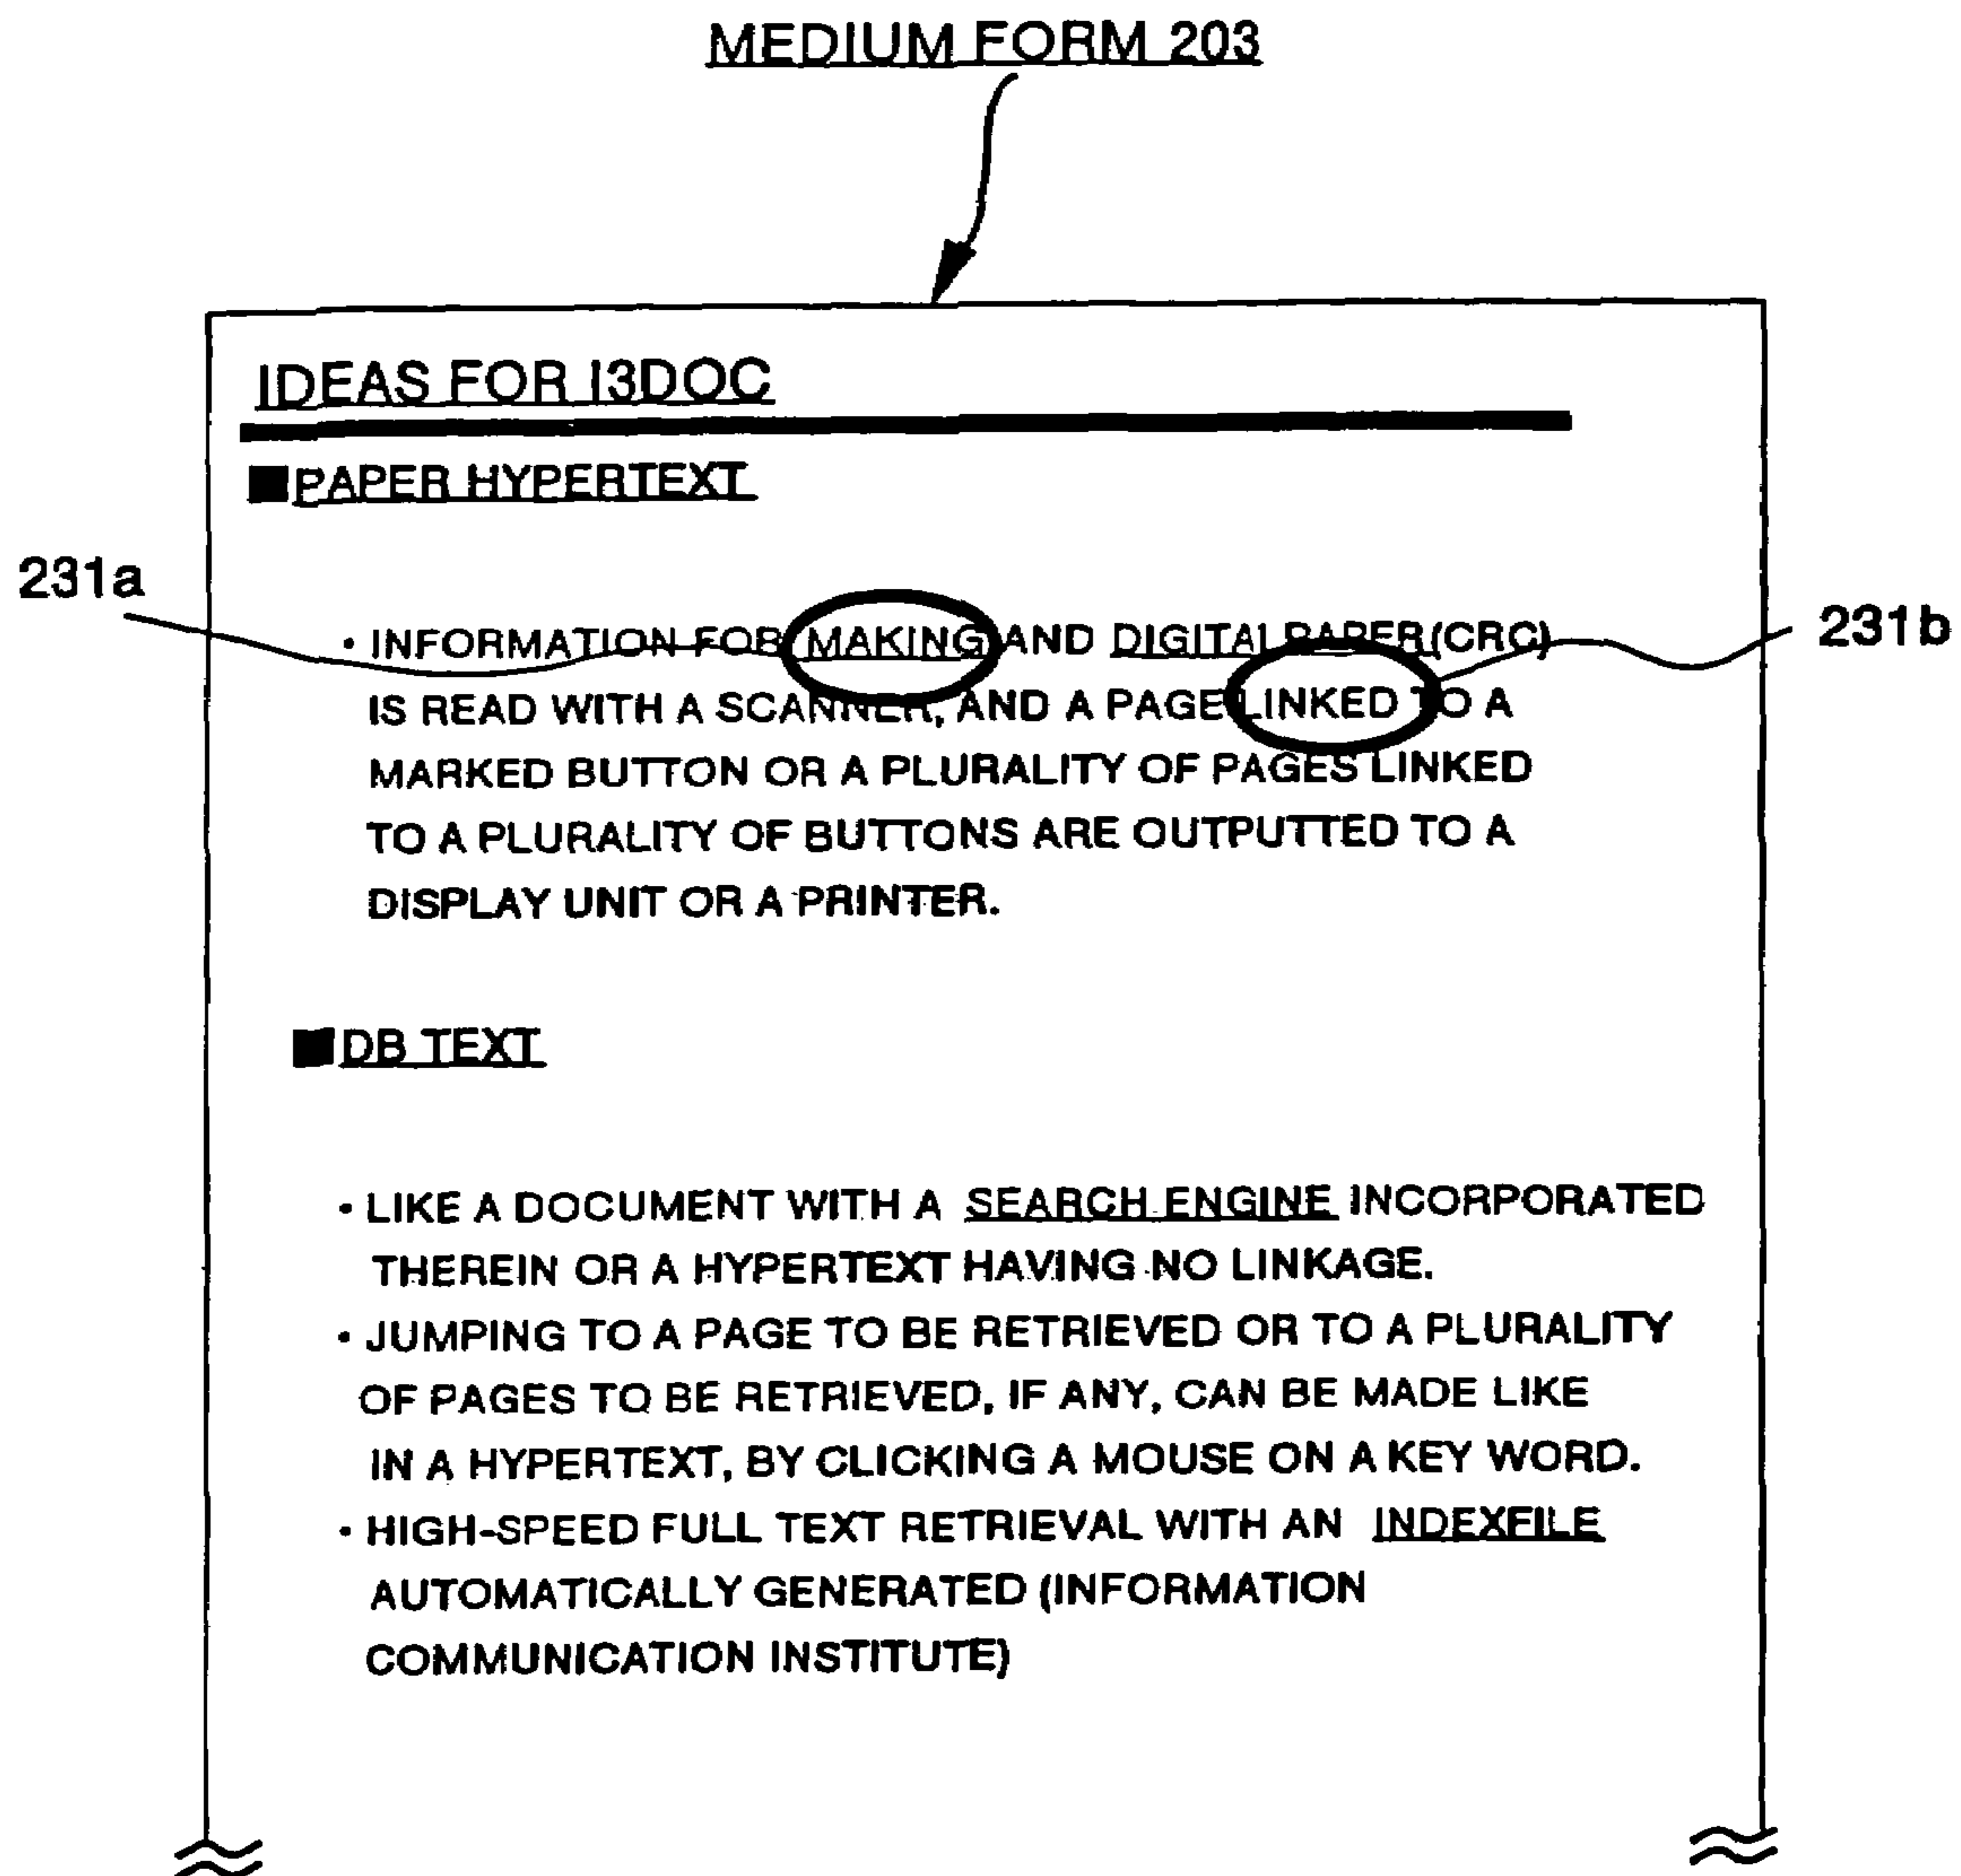 MEDIUM FORM 203
IDEAS FOR I3DOC
■PAPER HYPERTEXT
231a
• INFORMATION FOR MAKING AND DIGITAL PAPER(CRC)
231b
IS READ WITH A SCANNER, AND A PAGE LINKED TO A
MARKED BUTTON OR A PLURALITY OF PAGES LINKED
TO A PLURALITY OF BUTTONS ARE OUTPUTTED TO A
DISPLAY UNIT OR A PRINTER.
■DB TEXT
• LIKE A DOCUMENT WITH A SEARCH ENGINE INCORPORATED
THEREIN OR A HYPERTEXT HAVING NO LINKAGE.
• JUMPING TO A PAGE TO BE RETRIEVED OR TO A PLURALITY
OF PAGES TO BE RETRIEVED, IF ANY, CAN BE MADE LIKE
IN A HYPERTEXT, BY CLICKING A MOUSE ON A KEY WORD.
• HIGH-SPEED FULL TEXT RETRIEVAL WITH AN INDEXFILE
AUTOMATICALLY GENERATED (INFORMATION
COMMUNICATION INSTITUTE)